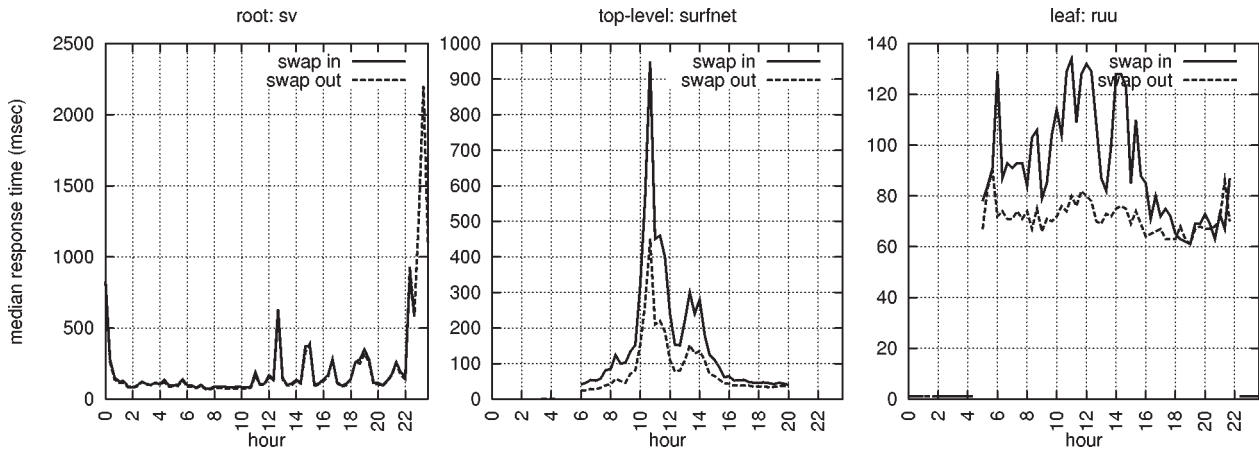 root: sv
top-level: surfnet
leaf: ruu
median response time (msec)
2500
2000
1500
1000
500
0
swap in
swap out
0 2 4 6 8 10 12 14 16 18 20 22
hour
1000
900
800
700
600
500
400
300
200
100
0
swap in
swap out
0 2 4 6 8 10 12 14 16 18 20 22
hour
140
120
100
80
60
40
20
0
swap in
swap out
0 2 4 6 8 10 12 14 16 18 20 22
hour